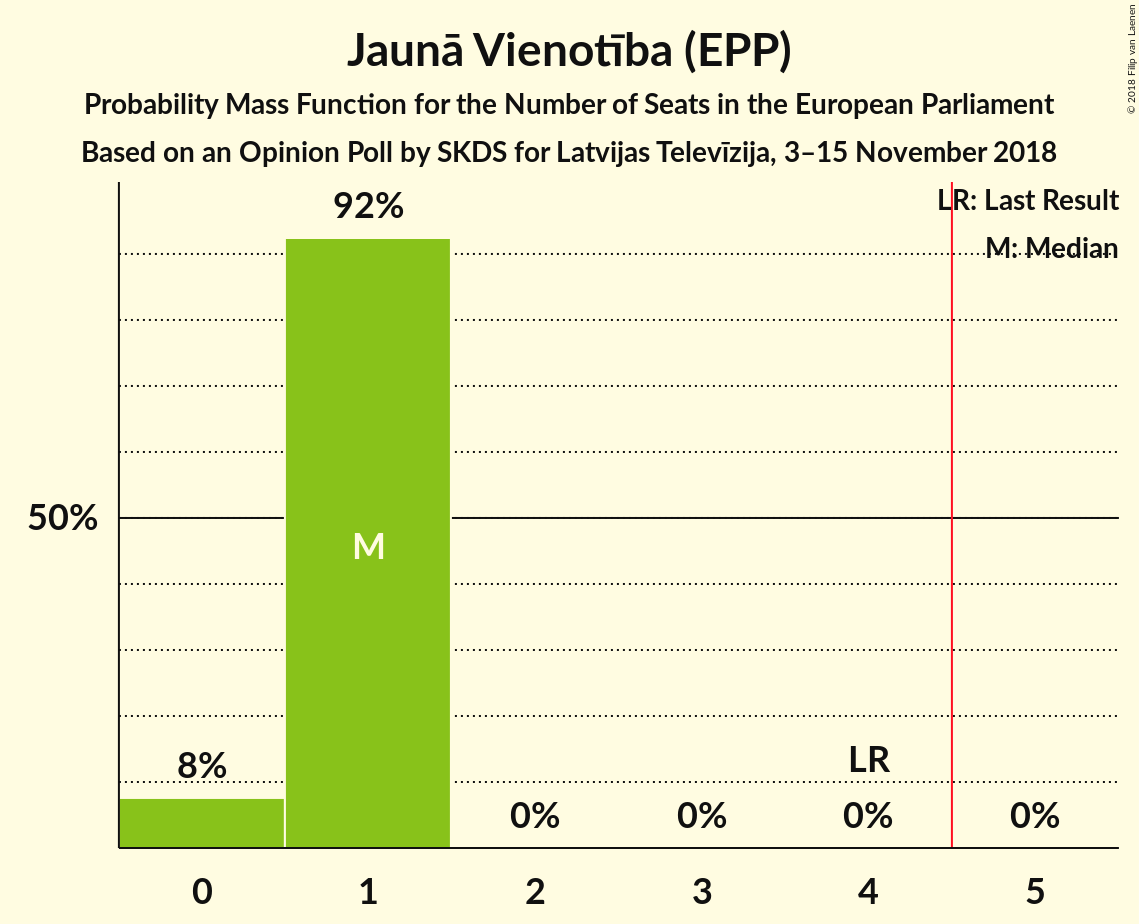 Jaunā Vienotība (EPP)
Probability Mass Function for the Number of Seats in the European Parliament
Based on an Opinion Poll by SKDS for Latvijas Televīzija, 3–15 November 2018
© 2018 Filip van Laenen
LR: Last Result
M: Median
92%
50%
M
8%
0%
0%
LR
0%
0%
0
1
2
3
4
5